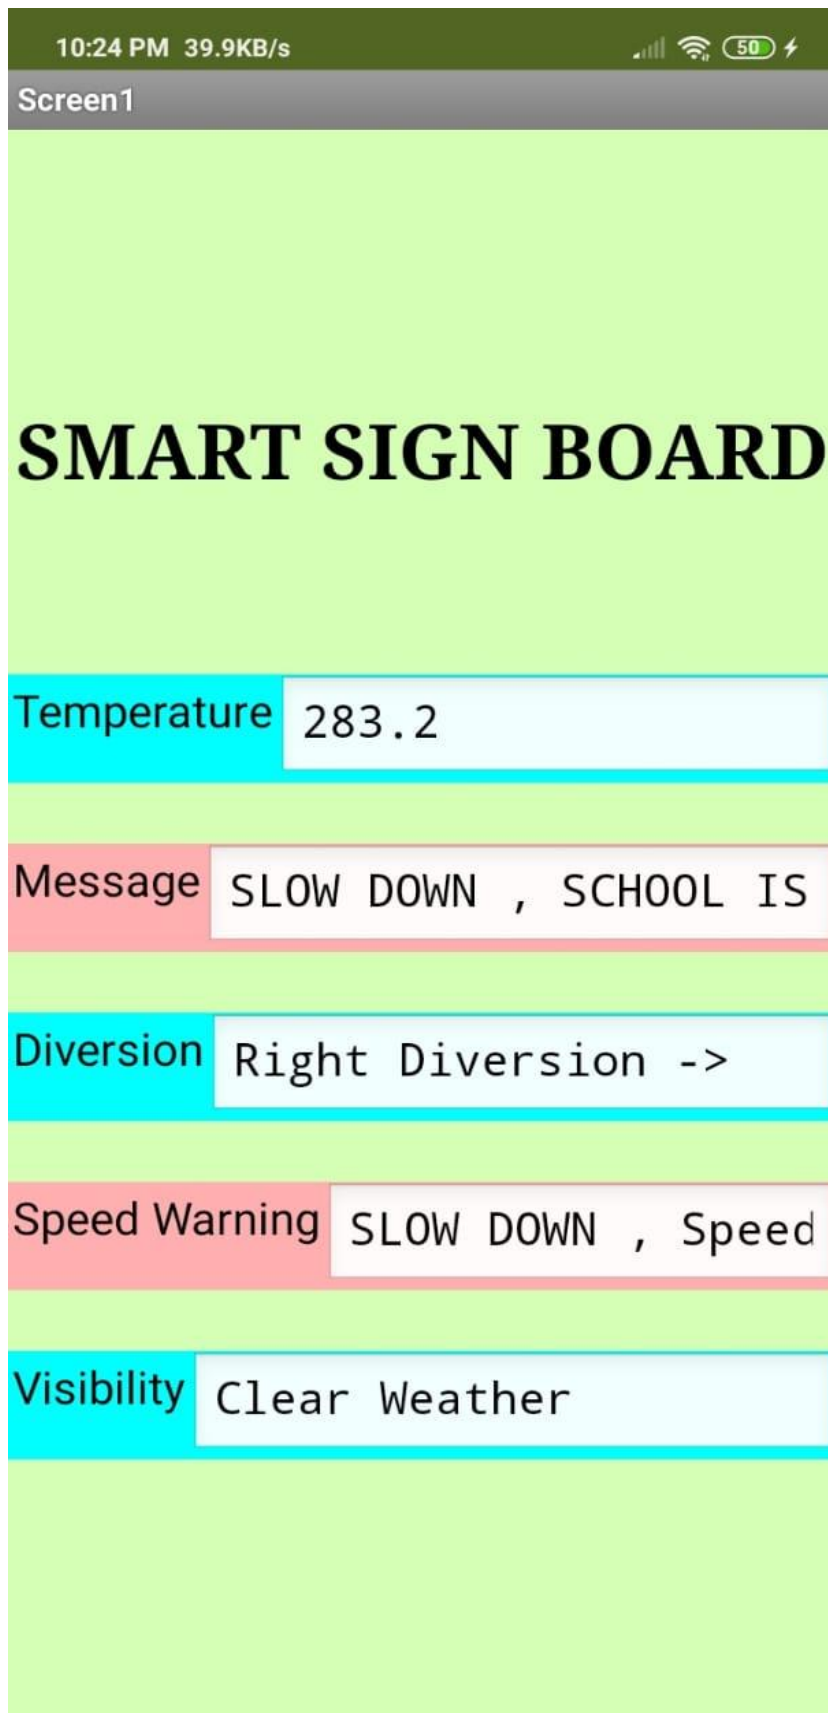 10:24 PM 39.9KB/s 50
Screen1
SMART SIGN BOARD
Temperature 283.2
Message SLOW DOWN , SCHOOL IS
Diversion Right Diversion ->
Speed Warning SLOW DOWN , Speed
Visibility Clear Weather